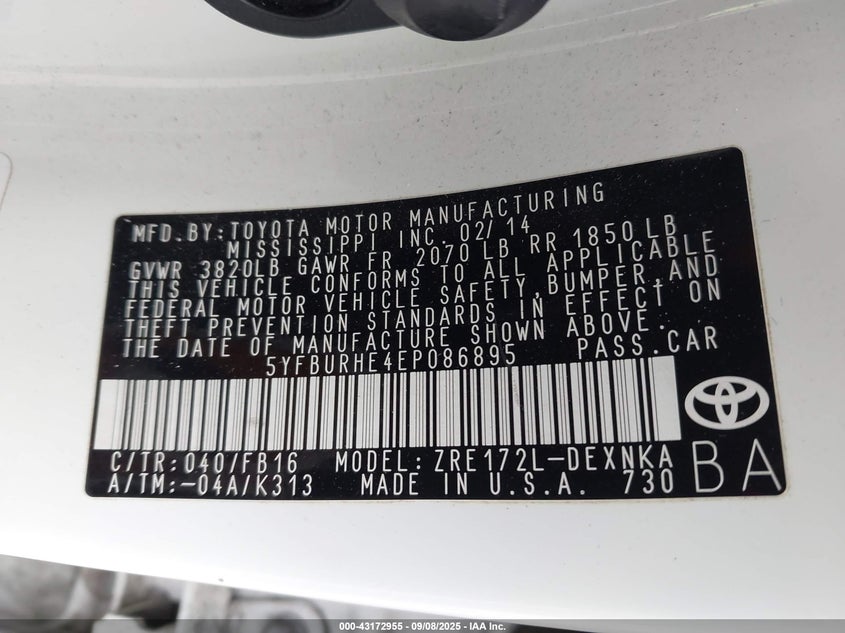 MFD.BY:TOYOTA MOTOR MANUFACTURING
MISSISSIPPI INC. 02/14
GVWR 3820LB GAWR FR 2070 LB RR 1850 LB
THIS VEHICLE CONFORMS TO ALL APPLICABLE
FEDERAL MOTOR VEHICLE SAFETY,BUMPER,AND
THEFT PREVENTION STANDARDS IN EFFECT ON
THE DATE OF MANUFACTURE SHOWN ABOVE.
5YFBURHE4EP086895 PASS.CAR
C/TR:040/FB16 MODEL:ZRE172L-DEXNKA
A/TM:-04A/K313 MADE IN U.S.A. 730
BA
000-43172955 - 09/08/2025 - IAA Inc.